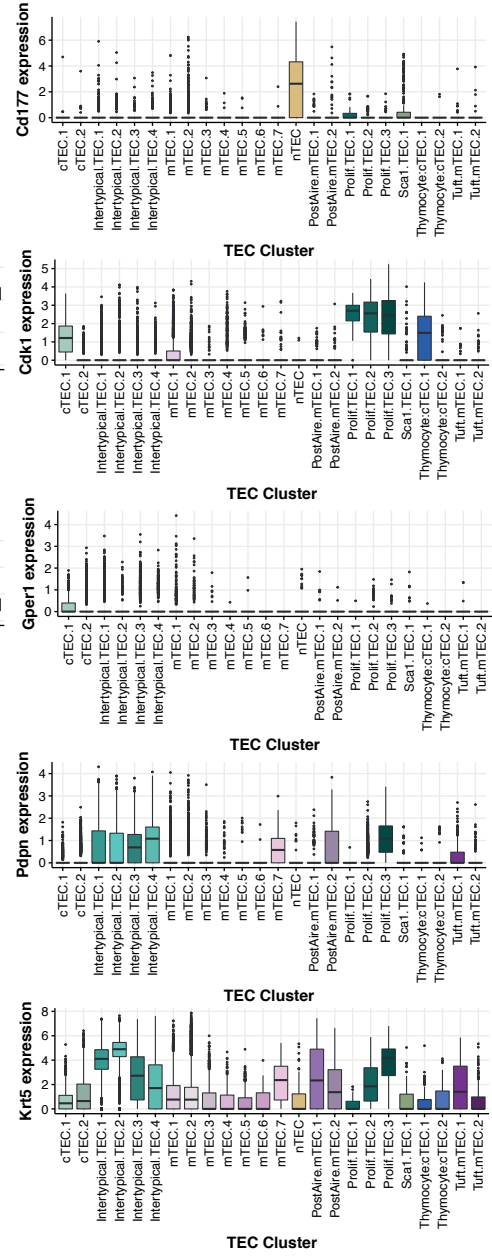 Cd177 expression
6
4
2
0
cTEC.1
cTEC.2
Intertypical.TEC.1
Intertypical.TEC.2
Intertypical.TEC.3
Intertypical.TEC.4
mTEC.1
mTEC.2
mTEC.3
mTEC.4
mTEC.5
mTEC.6
mTEC.7
nTEC
PostAire.mTEC.1
PostAire.mTEC.2
Prolif.TEC.1
Prolif.TEC.2
Prolif.TEC.3
Sca1.TEC.1
Thymocyte:cTEC.1
Thymocyte:cTEC.2
Tuft.mTEC.1
Tuft.mTEC.2
TEC Cluster
Cdk1 expression
5
4
3
2
1
0
cTEC.1
cTEC.2
Intertypical.TEC.1
Intertypical.TEC.2
Intertypical.TEC.3
Intertypical.TEC.4
mTEC.1
mTEC.2
mTEC.3
mTEC.4
mTEC.5
mTEC.6
mTEC.7
nTEC
PostAire.mTEC.1
PostAire.mTEC.2
Prolif.TEC.1
Prolif.TEC.2
Prolif.TEC.3
Sca1.TEC.1
Thymocyte:cTEC.1
Thymocyte:cTEC.2
Tuft.mTEC.1
Tuft.mTEC.2
TEC Cluster
Gper1 expression
4
3
2
1
0
cTEC.1
cTEC.2
Intertypical.TEC.1
Intertypical.TEC.2
Intertypical.TEC.3
Intertypical.TEC.4
mTEC.1
mTEC.2
mTEC.3
mTEC.4
mTEC.5
mTEC.6
mTEC.7
nTEC
PostAire.mTEC.1
PostAire.mTEC.2
Prolif.TEC.1
Prolif.TEC.2
Prolif.TEC.3
Sca1.TEC.1
Thymocyte:cTEC.1
Thymocyte:cTEC.2
Tuft.mTEC.1
Tuft.mTEC.2
TEC Cluster
Pdpn expression
4
3
2
1
0
cTEC.1
cTEC.2
Intertypical.TEC.1
Intertypical.TEC.2
Intertypical.TEC.3
Intertypical.TEC.4
mTEC.1
mTEC.2
mTEC.3
mTEC.4
mTEC.5
mTEC.6
mTEC.7
nTEC
PostAire.mTEC.1
PostAire.mTEC.2
Prolif.TEC.1
Prolif.TEC.2
Prolif.TEC.3
Sca1.TEC.1
Thymocyte:cTEC.1
Thymocyte:cTEC.2
Tuft.mTEC.1
Tuft.mTEC.2
TEC Cluster
Krt5 expression
8
6
4
2
0
cTEC.1
cTEC.2
Intertypical.TEC.1
Intertypical.TEC.2
Intertypical.TEC.3
Intertypical.TEC.4
mTEC.1
mTEC.2
mTEC.3
mTEC.4
mTEC.5
mTEC.6
mTEC.7
nTEC
PostAire.mTEC.1
PostAire.mTEC.2
Prolif.TEC.1
Prolif.TEC.2
Prolif.TEC.3
Sca1.TEC.1
Thymocyte:cTEC.1
Thymocyte:cTEC.2
Tuft.mTEC.1
Tuft.mTEC.2
TEC Cluster